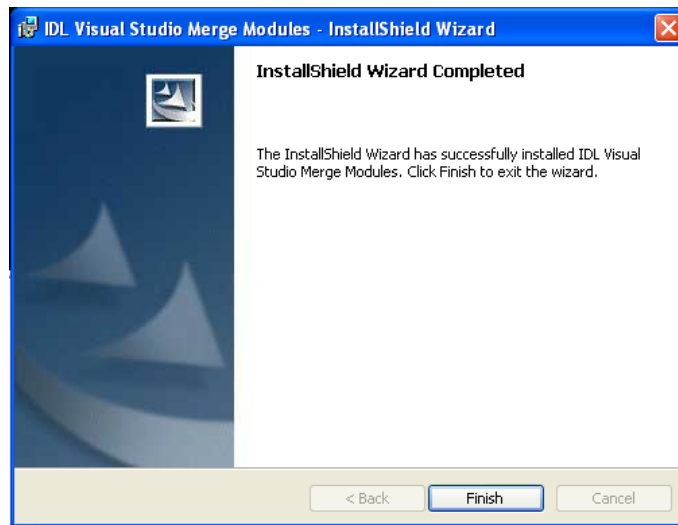 IDL Visual Studio Merge Modules - InstallShield Wizard
InstallShield Wizard Completed
The InstallShield Wizard has successfully installed IDL Visual
Studio Merge Modules. Click Finish to exit the wizard.
< Back
Finish
Cancel